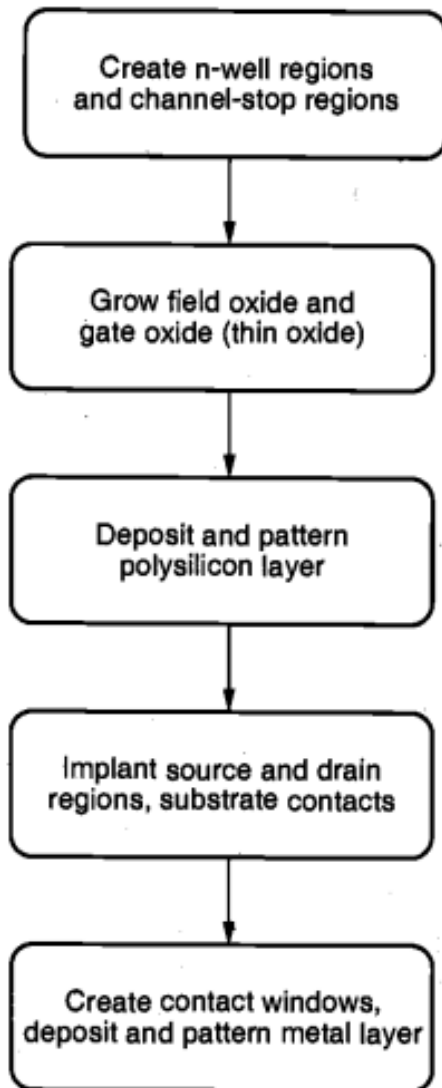 Create n-well regions
and channel-stop regions
Grow field oxide and
gate oxide (thin oxide)
Deposit and pattern
polysilicon layer
Implant source and drain
regions, substrate contacts
Create contact windows,
deposit and pattern metal layer